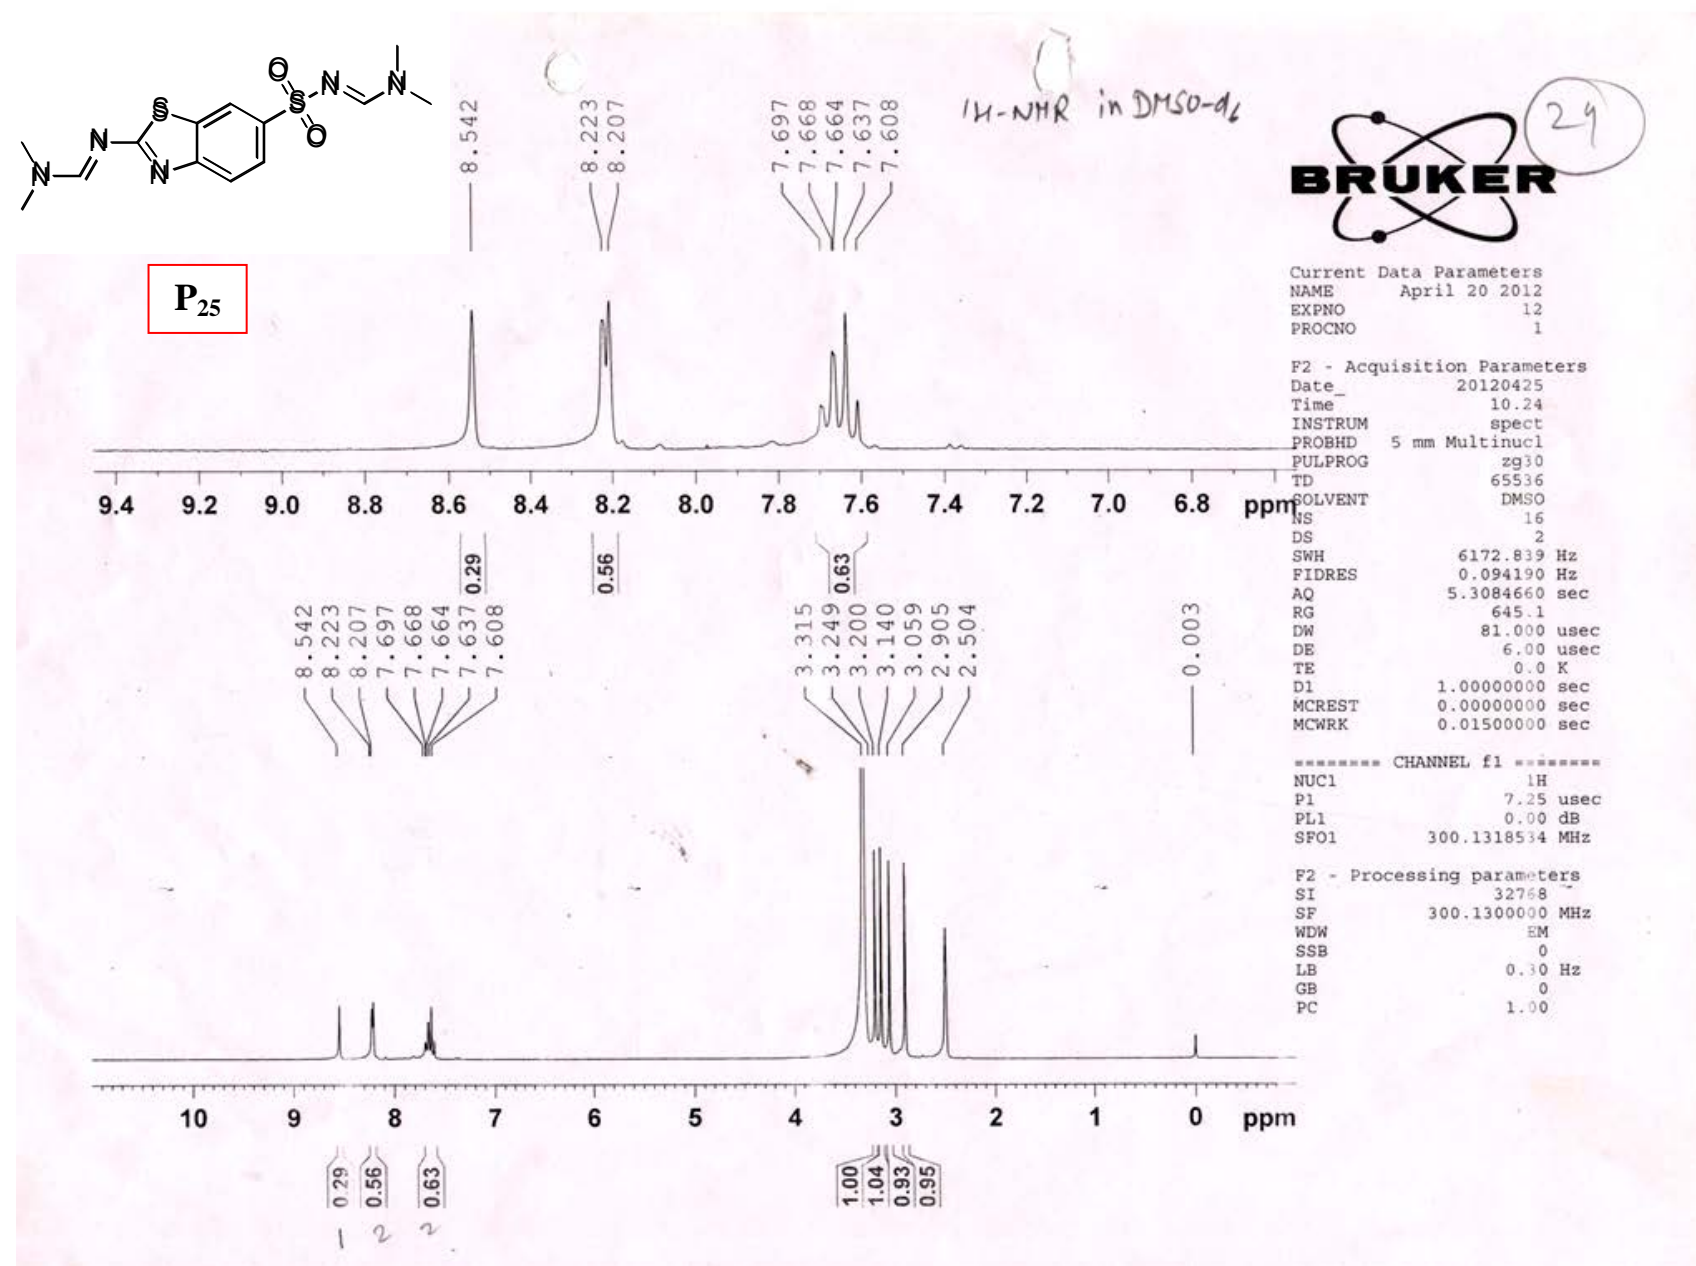 S
O
S
O
N
N
N
N
N
P25
8.542
8.223
8.207
7.697
7.668
7.664
7.637
7.608
1H-NMR in DMSO-d6
BRUKER
Current Data Parameters
NAME April 20 2012
EXPNO 12
PROCNO 1
F2 - Acquisition Parameters
Date_ 20120425
Time 10.24
INSTRUM spect
PROBHD 5 mm Multinucl
PULPROG zg30
TD 65536
SOLVENT DMSO
NS 16
DS 2
SWH 6172.839 Hz
FIDRES 0.094190 Hz
AQ 5.3084660 sec
RG 645.1
DW 81.000 usec
DE 6.00 usec
TE 0.0 K
D1 1.00000000 sec
MCREST 0.00000000 sec
MCWRK 0.01500000 sec
======== CHANNEL f1 ========
NUC1 1H
P1 7.25 usec
PL1 0.00 dB
SFO1 300.1318534 MHz
F2 - Processing parameters
SI 32768
SF 300.1300000 MHz
WDW EM
SSB 0
LB 0.30 Hz
GB 0
PC 1.00
9.4 9.2 9.0 8.8 8.6 8.4 8.2 8.0 7.8 7.6 7.4 7.2 7.0 6.8 ppm
0.29 0.56 0.63
8.542
8.223
8.207
7.697
7.668
7.664
7.637
7.608
3.315
3.249
3.200
3.140
3.059
2.905
2.504
0.003
10 9 8 7 6 5 4 3 2 1 0 ppm
0.29 0.56 0.63 1.00 1.04 0.93 0.95
1 2 2